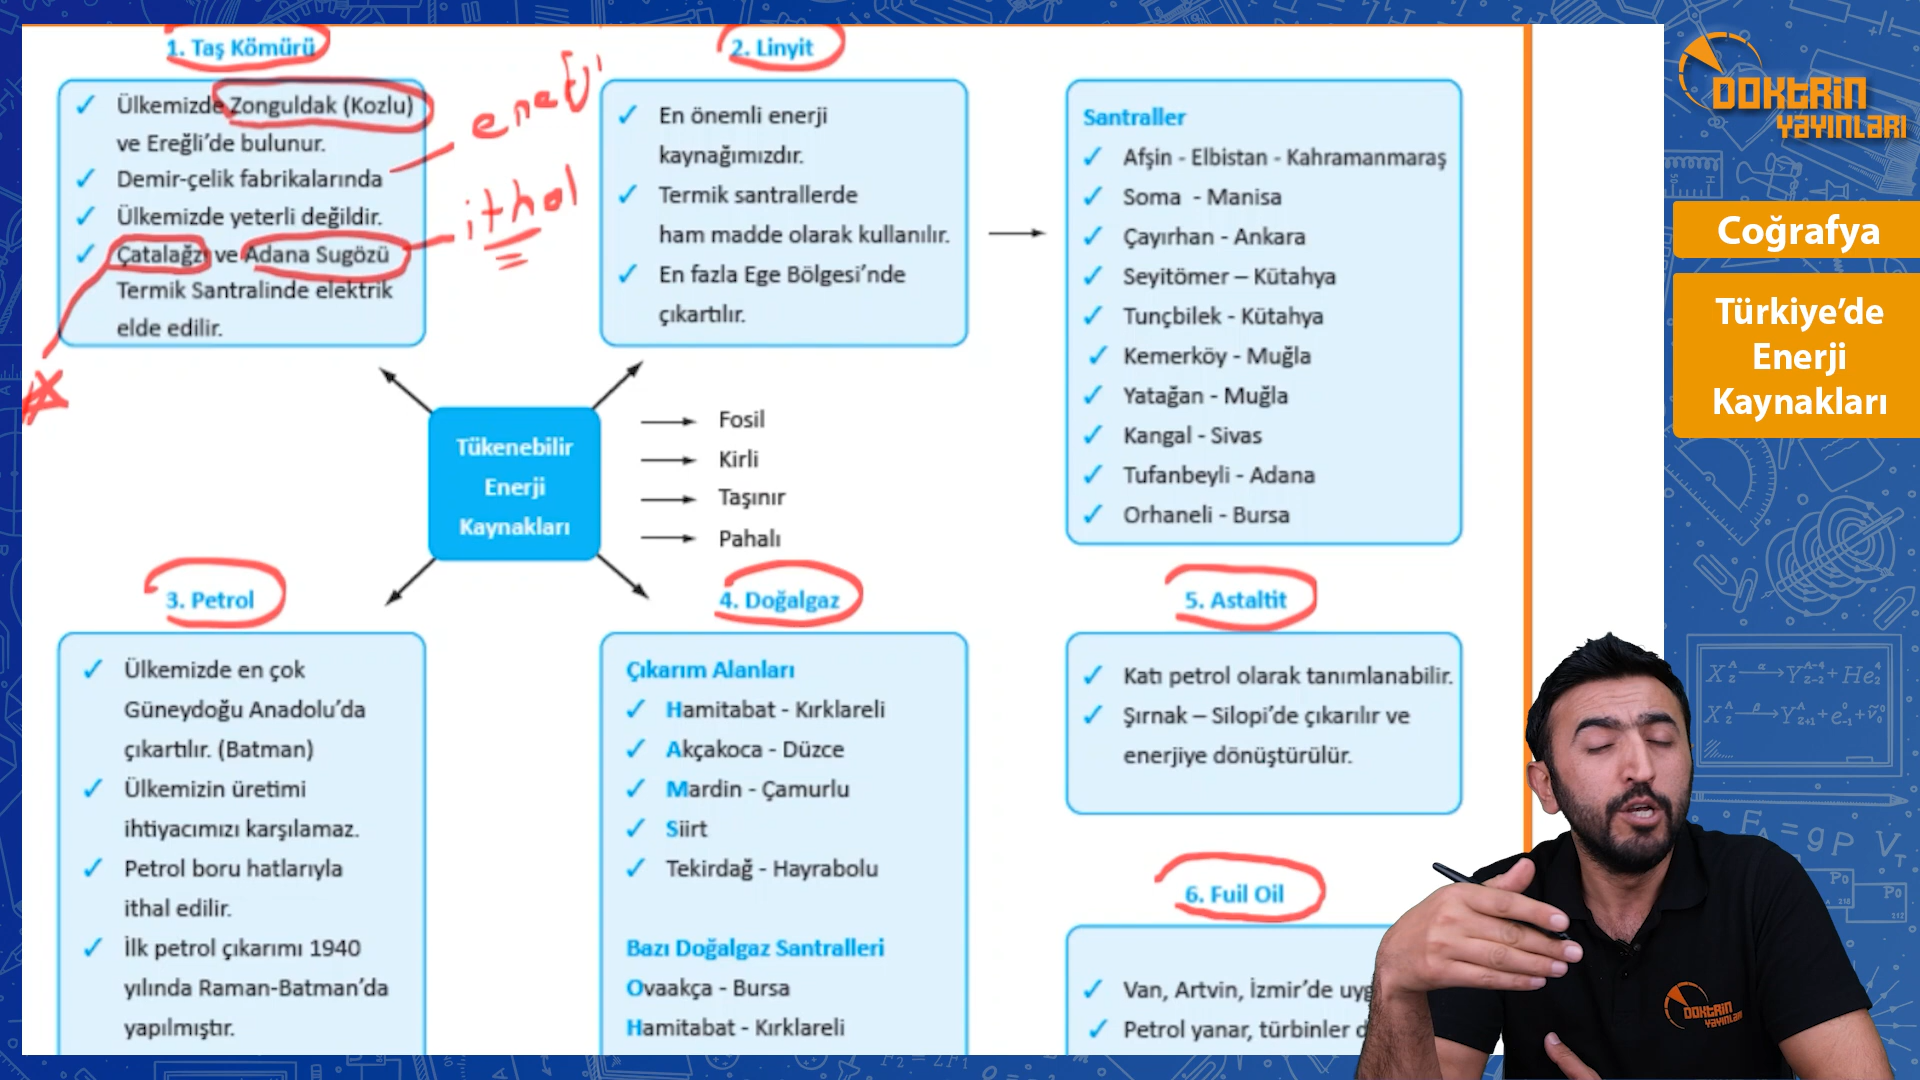 1. Taş Kömürü
✓ Ülkemizde Zonguldak (Kozlu)
ve Ereğli'de bulunur.
✓ Demir-çelik fabrikalarında
✓ Ülkemizde yeterli değildir.
✓ Çatalağzı ve Adana Sugözü
Termik Santralinde elektrik
elde edilir.
enerji
ithal
2. Linyit
✓ En önemli enerji
kaynağımızdır.
✓ Termik santrallerde
ham madde olarak kullanılır.
✓ En fazla Ege Bölgesi'nde
çıkartılır.
Santraller
✓ Afşin - Elbistan - Kahramanmaraş
✓ Soma - Manisa
✓ Çayırhan - Ankara
✓ Seyitömer – Kütahya
✓ Tunçbilek - Kütahya
✓ Kemerköy - Muğla
✓ Yatağan - Muğla
✓ Kangal - Sivas
✓ Tufanbeyli - Adana
✓ Orhaneli - Bursa
Tükenebilir
Enerji
Kaynakları
Fosil
Kirli
Taşınır
Pahalı
3. Petrol
✓ Ülkemizde en çok
Güneydoğu Anadolu'da
çıkartılır. (Batman)
✓ Ülkemizin üretimi
ihtiyacımızı karşılamaz.
✓ Petrol boru hatlarıyla
ithal edilir.
✓ İlk petrol çıkarımı 1940
yılında Raman-Batman'da
yapılmıştır.
4. Doğalgaz
Çıkarım Alanları
✓ Hamitabat - Kırklareli
✓ Akçakoca - Düzce
✓ Mardin - Çamurlu
✓ Siirt
✓ Tekirdağ - Hayrabolu
Bazı Doğalgaz Santralleri
Ovaakça - Bursa
Hamitabat - Kırklareli
5. Astaltit
✓ Katı petrol olarak tanımlanabilir.
✓ Şırnak – Silopi'de çıkarılır ve
enerjiye dönüştürülür.
6. Fuil Oil
✓ Van, Artvin, İzmir'de
✓ Petrol yanar, türbinler
DOKTRİN
YAYINLARI
Coğrafya
Türkiye'de
Enerji
Kaynakları
DOKTRİN
YAYINLARI